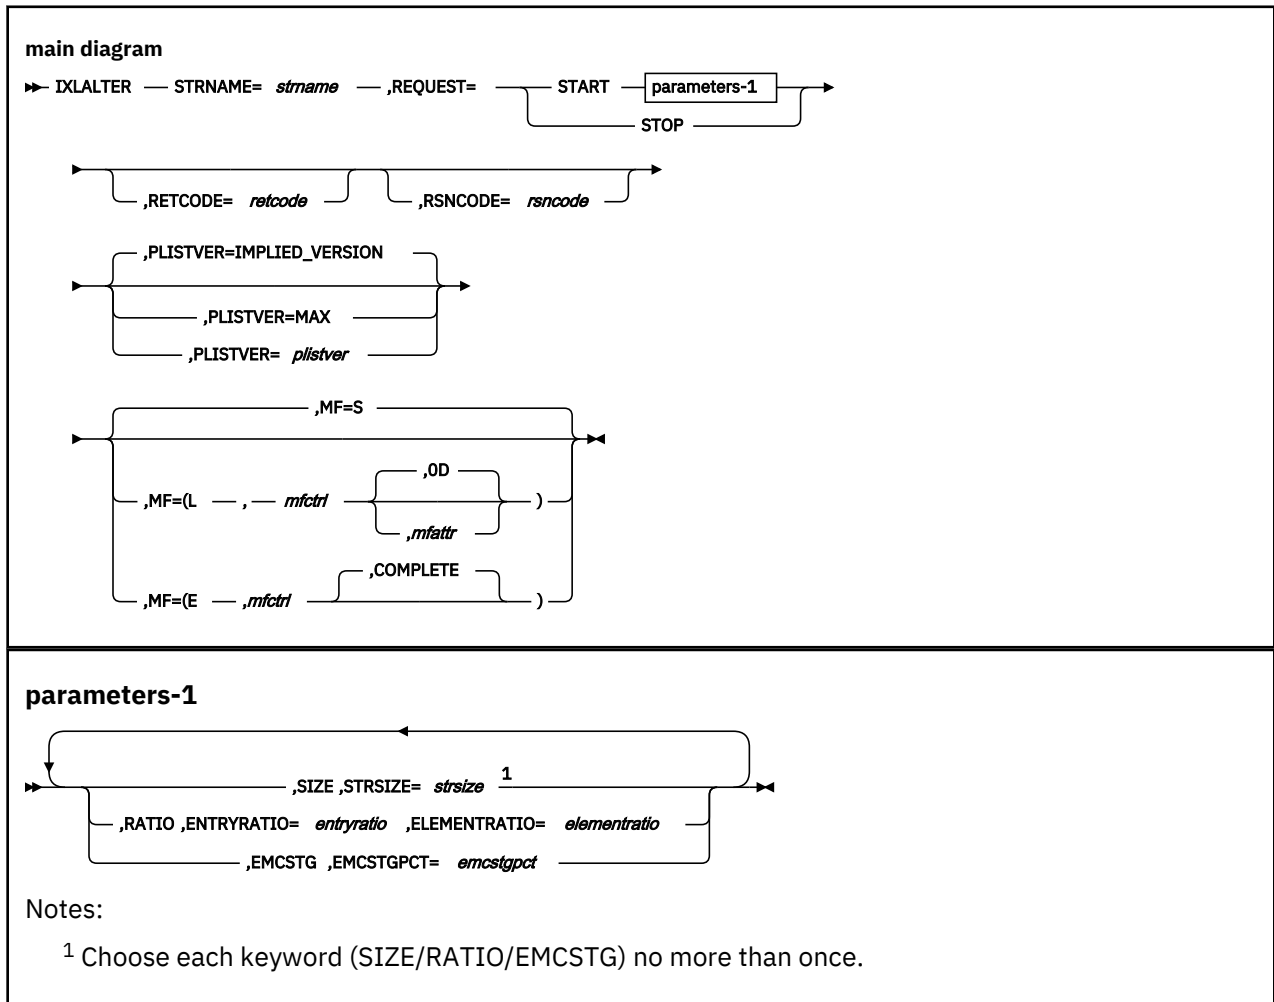 main diagram
IXLALTER STRNAME= strname ,REQUEST= START parameters-1
STOP
,RETCODE= retcode ,RSNCODE= rsncode
,PLISTVER=IMPLIED_VERSION
,PLISTVER=MAX
,PLISTVER= plistver
,MF=S
,0D
,MF=(L , mfctrl )
,mfattr
,COMPLETE
,MF=(E ,mfctrl )
parameters-1
,SIZE ,STRSIZE= strsize 1
,RATIO ,ENTRYRATIO= entryratio ,ELEMENTRATIO= elementratio
,EMCSTG ,EMCSTGPCT= emcstgpct
Notes:
1 Choose each keyword (SIZE/RATIO/EMCSTG) no more than once.